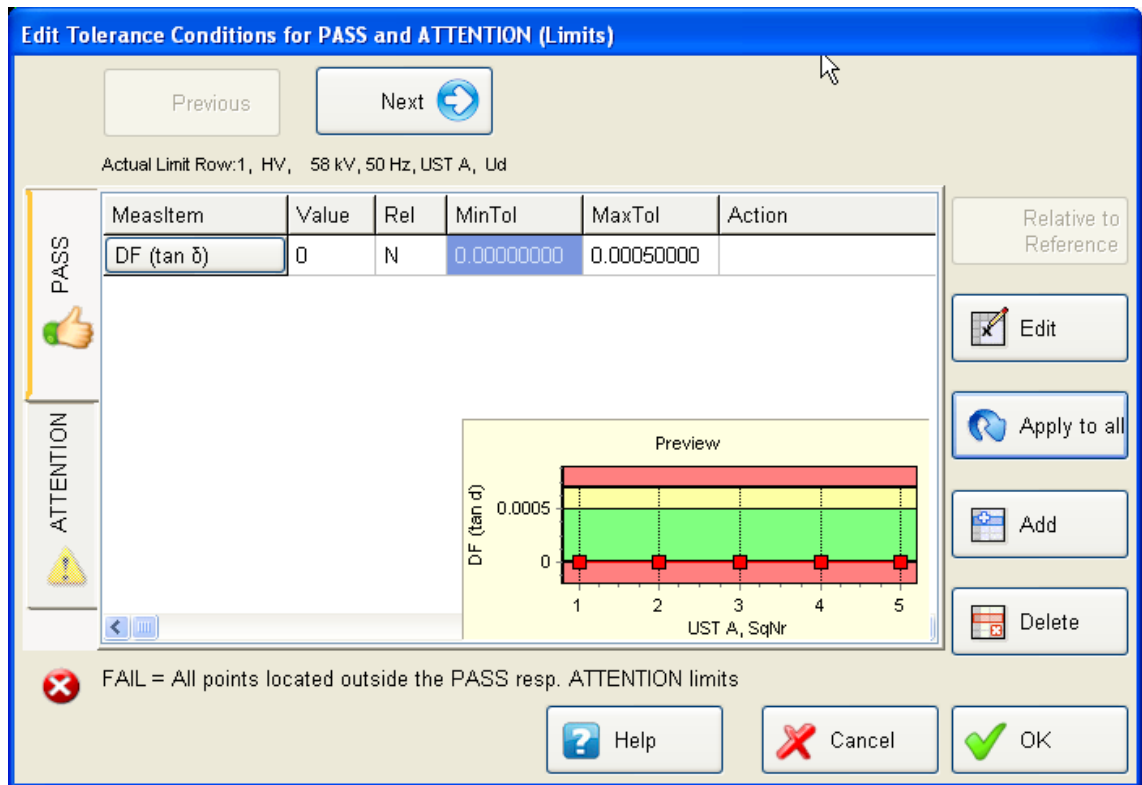 Edit Tolerance Conditions for PASS and ATTENTION (Limits)
Previous
Next
Actual Limit Row:1, HV, 58 kV, 50 Hz, UST A, Ud
PASS
ATTENTION
MeasItem Value Rel MinTol MaxTol Action
DF (tan δ) 0 N 0.00000000 0.00050000
Relative to
Reference
Edit
Apply to all
Add
Delete
Preview
DF (tan d)
0.0005
0
1 2 3 4 5
UST A, SqNr
FAIL = All points located outside the PASS resp. ATTENTION limits
Help
Cancel
OK